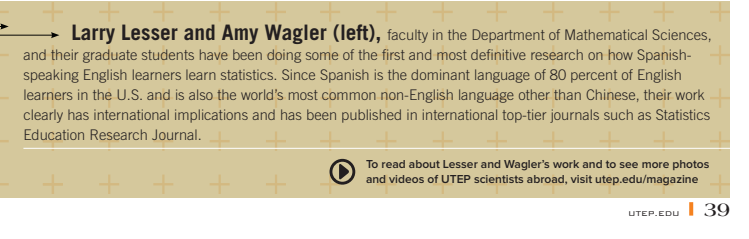 Larry Lesser and Amy Wagler (left), faculty in the Department of Mathematical Sciences,
and their graduate students have been doing some of the first and most definitive research on how Spanish-
speaking English learners learn statistics. Since Spanish is the dominant language of 80 percent of English
learners in the U.S. and is also the world's most common non-English language other than Chinese, their work
clearly has international implications and has been published in international top-tier journals such as Statistics
Education Research Journal.
To read about Lesser and Wagler's work and to see more photos
and videos of UTEP scientists abroad, visit utep.edu/magazine
UTEP.EDU 39